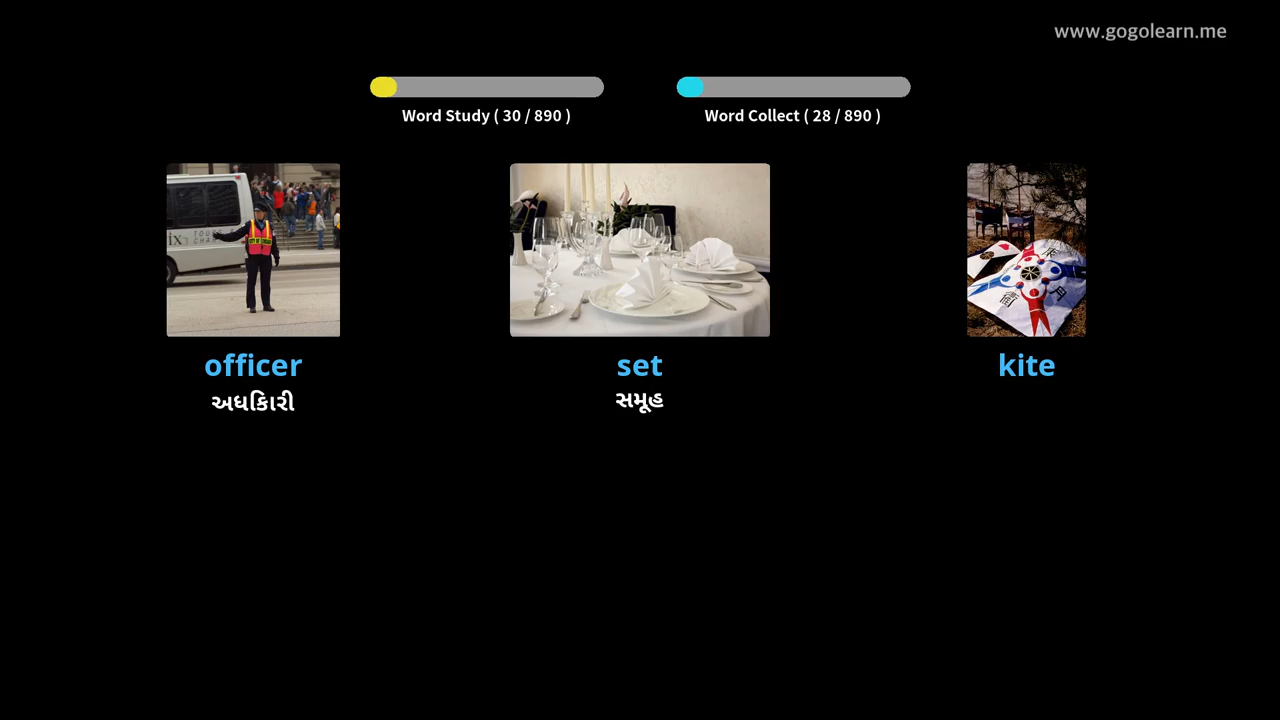 www.gogolearn.me
Word Study ( 30 / 890 )
Word Collect ( 28 / 890 )
officer
set
kite
અધિકારી
સમૂહ